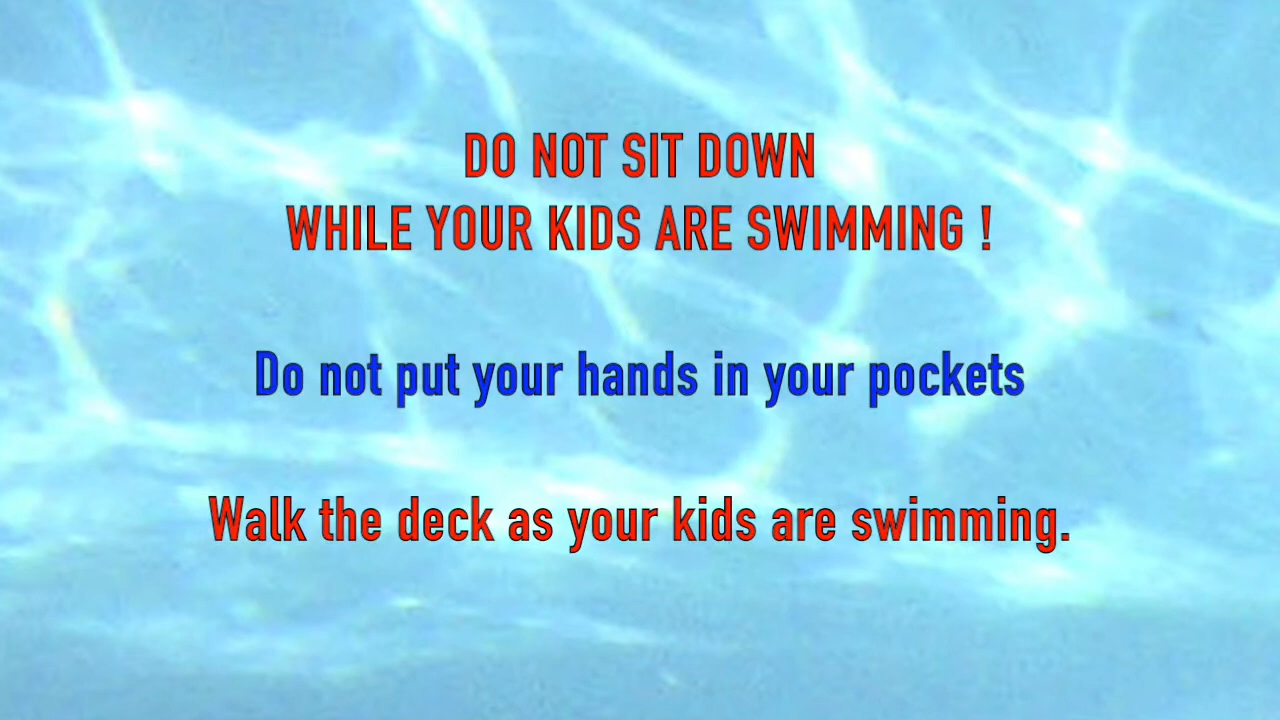 DO NOT SIT DOWN
WHILE YOUR KIDS ARE SWIMMING !
Do not put your hands in your pockets
Walk the deck as your kids are swimming.